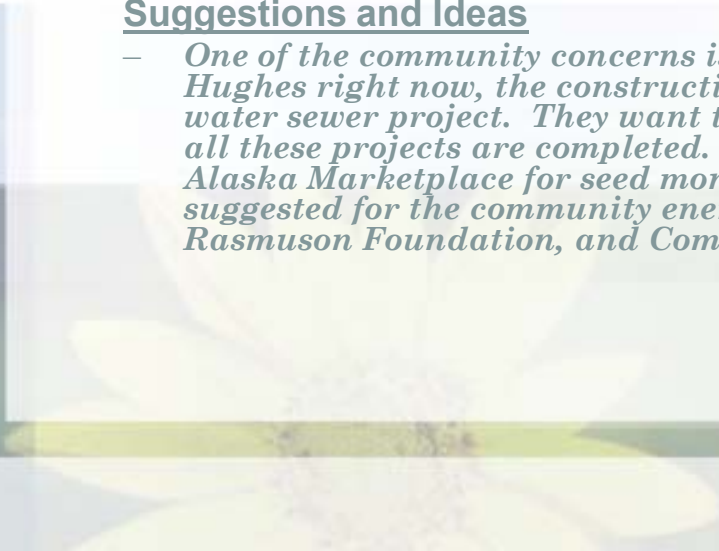 Suggestions and Ideas
– One of the community concerns is
Hughes right now, the constructi
water sewer project. They want t
all these projects are completed.
Alaska Marketplace for seed mon
suggested for the community ene
Rasmuson Foundation, and Com